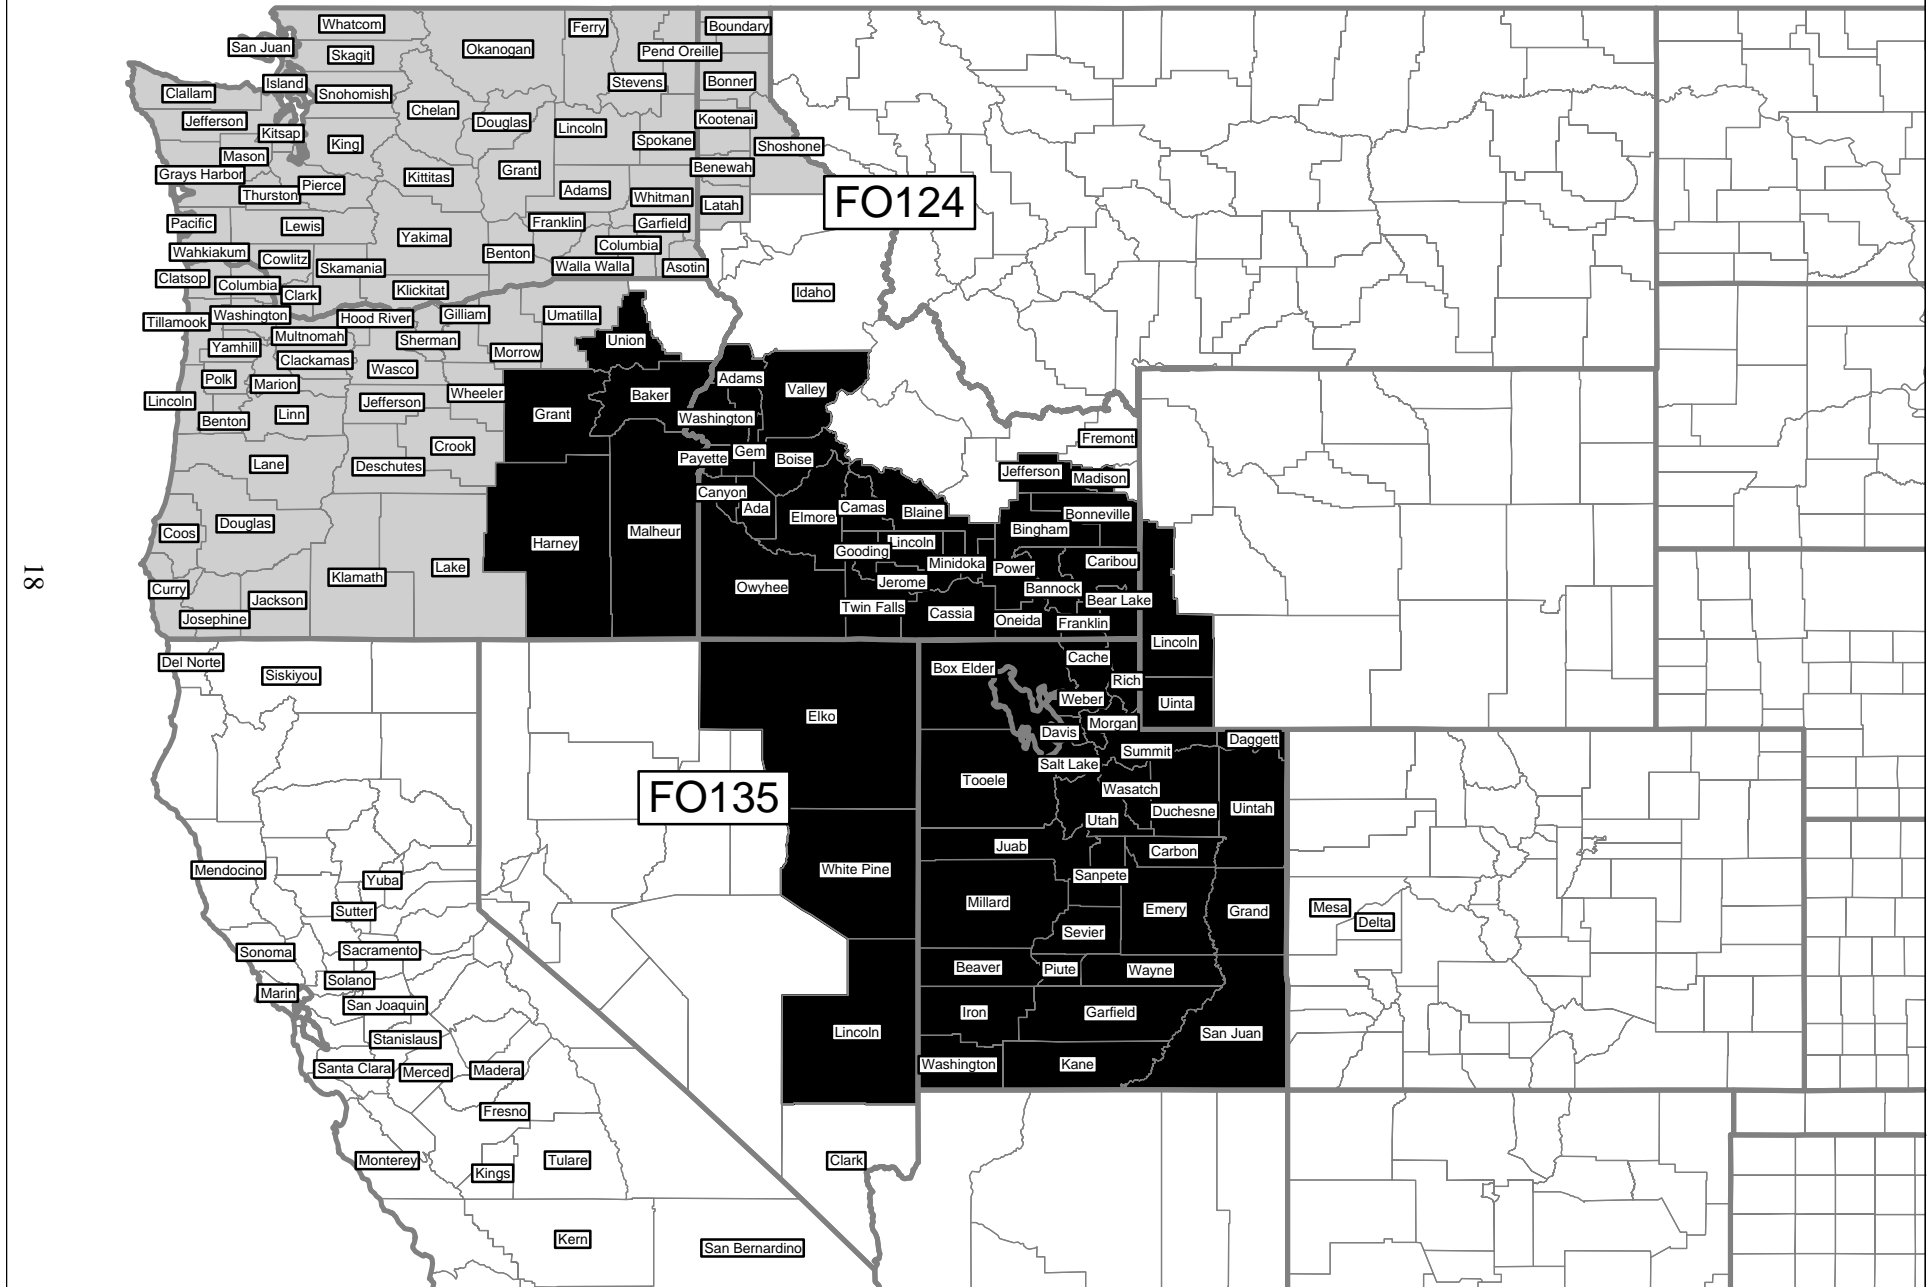 Whatcom
Ferry
Boundary
San Juan
Skagit
Okanogan
Pend Oreille
Island
Stevens
Bonner
Clallam
Snohomish
Chelan
Jefferson
Douglas
Lincoln
Kootenai
Kitsap
King
Spokane
Shoshone
Mason
Grays Harbor
Kittitas
Grant
Benewah
Thurston
Pierce
Adams
Whitman
Latah
FO124
Pacific
Lewis
Yakima
Franklin
Garfield
Wahkiakum
Cowlitz
Skamania
Benton
Columbia
Walla Walla
Asotin
Clatsop
Columbia
Clark
Klickitat
Idaho
Tillamook
Washington
Hood River
Gilliam
Umatilla
Multnomah
Sherman
Union
Yamhill
Clackamas
Wasco
Morrow
Polk
Marion
Adams
Valley
Lincoln
Jefferson
Wheeler
Baker
Benton
Linn
Grant
Washington
Crook
Fremont
Lane
Deschutes
Payette
Gem
Boise
Jefferson
Madison
Canyon
Ada
Elmore
Camas
Blaine
Bonneville
Coos
Douglas
Malheur
Bingham
Harney
Gooding
Lincoln
Minidoka
Power
Caribou
18
Curry
Klamath
Lake
Owyhee
Jerome
Bannock
Jackson
Twin Falls
Cassia
Bear Lake
Josephine
Oneida
Franklin
Lincoln
Del Norte
Siskiyou
Box Elder
Cache
Rich
Weber
Uinta
Elko
Davis
Morgan
Daggett
Summit
Salt Lake
Tooele
FO135
Wasatch
Duchesne
Uintah
Utah
Juab
Carbon
Mendocino
Yuba
White Pine
Sanpete
Sutter
Millard
Emery
Grand
Mesa
Delta
Sevier
Sonoma
Sacramento
Beaver
Piute
Wayne
Solano
Marin
San Joaquin
Iron
Garfield
Stanislaus
Lincoln
San Juan
Santa Clara
Merced
Madera
Washington
Kane
Fresno
Monterey
Kings
Tulare
Clark
Kern
San Bernardino